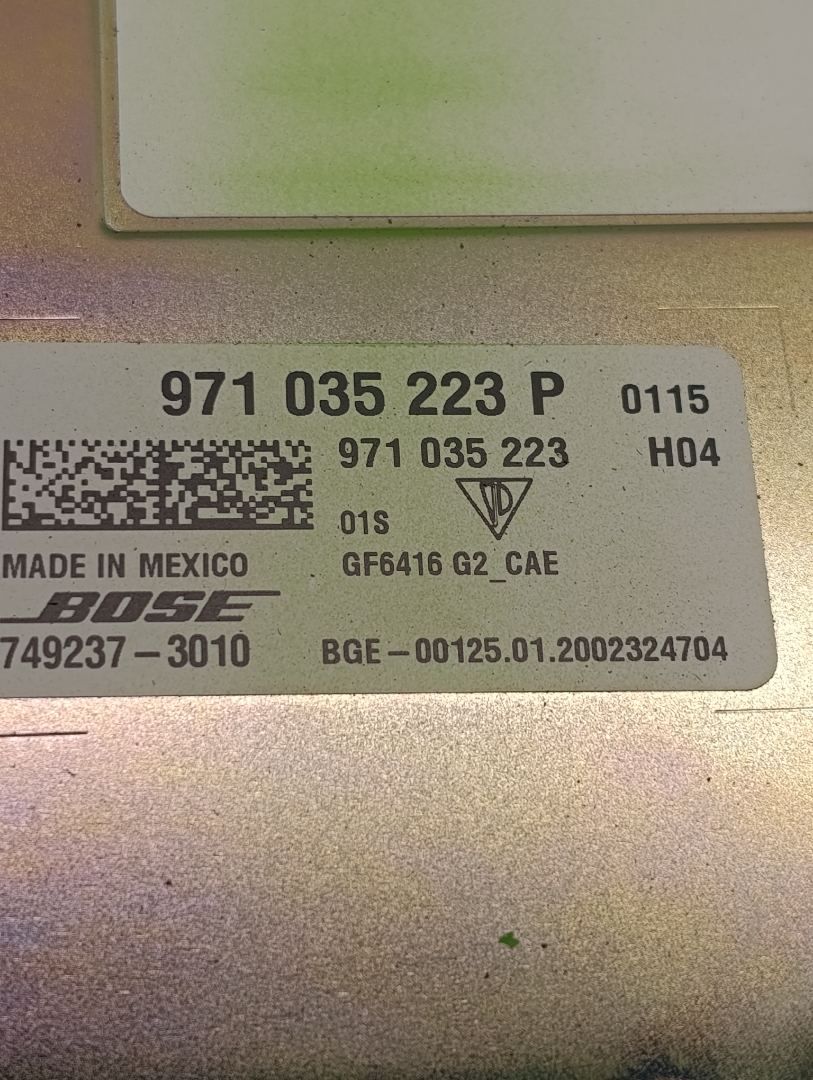 971 035 223 P 0115
971 035 223 H04
01S
MADE IN MEXICO GF6416 G2_CAE
BOSE
749237-3010 BGE-00125.01.2002324704